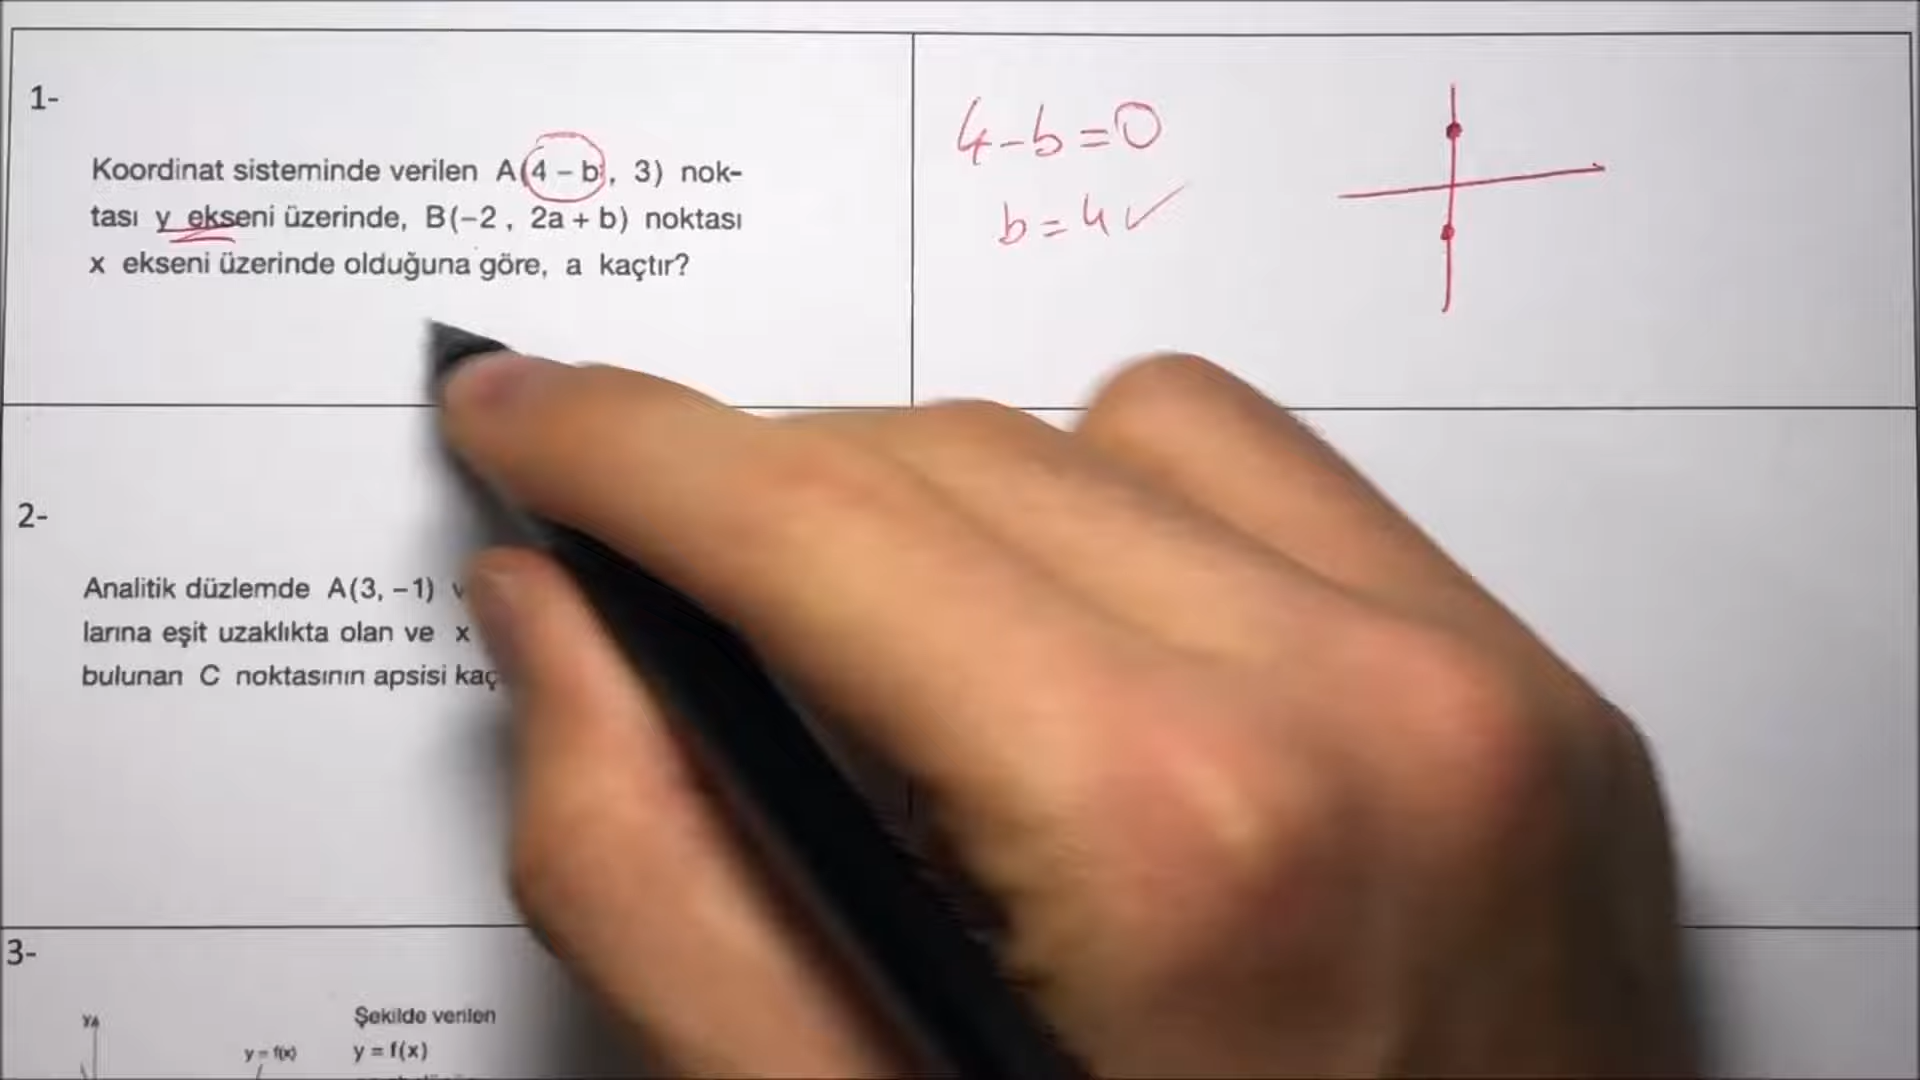 1-
Koordinat sisteminde verilen A(4 – b, 3) nok-
tası y ekseni üzerinde, B(–2 , 2a + b) noktası
x ekseni üzerinde olduğuna göre, a kaçtır?
4-b=0
b=4✓
2-
Analitik düzlemde A(3, –1)
larına eşit uzaklıkta olan ve x
bulunan C noktasının apsisi
3-
y
y = f(x)
Şekilde verilen
y = f(x)